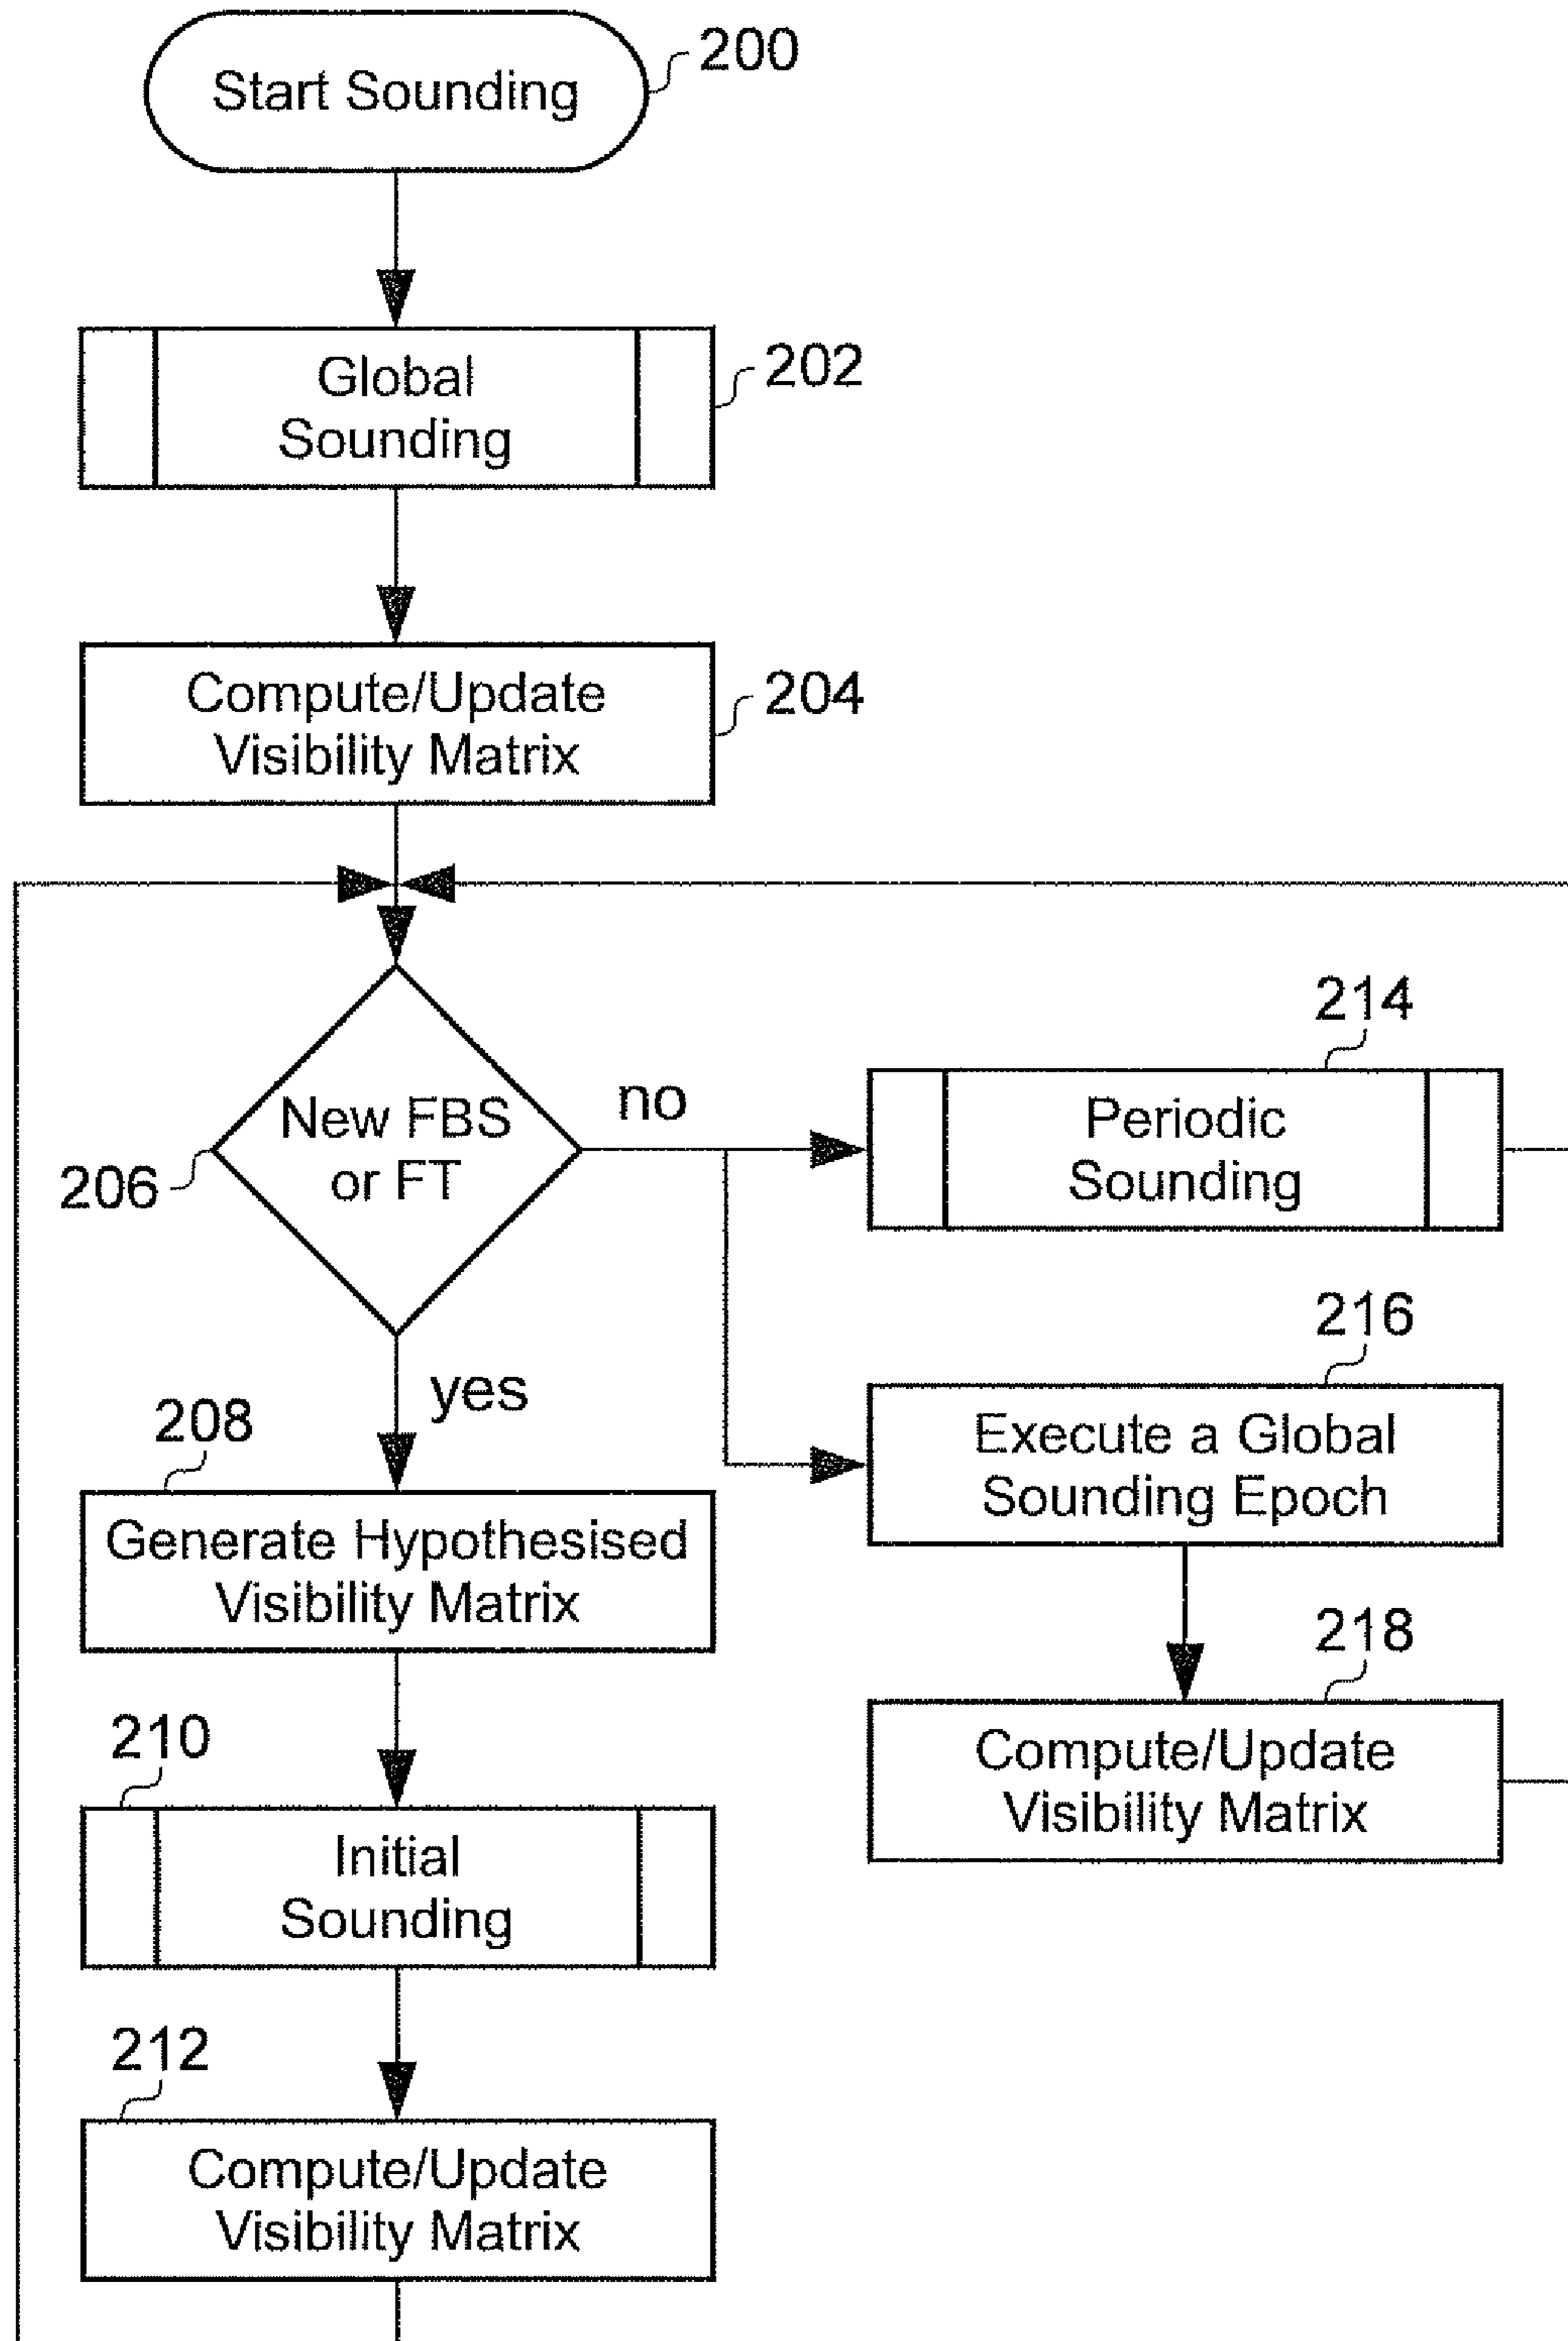 Start Sounding
200
Global
Sounding
202
Compute/Update
Visibility Matrix
204
New FBS
or FT
206
no
yes
214
Periodic
Sounding
216
Execute a Global
Sounding Epoch
218
Compute/Update
Visibility Matrix
208
Generate Hypothesised
Visibility Matrix
210
Initial
Sounding
212
Compute/Update
Visibility Matrix